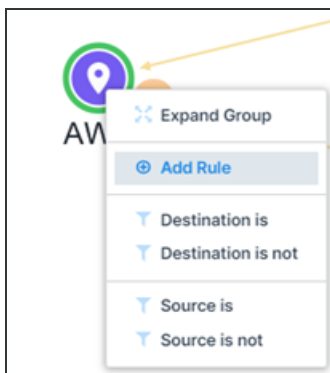 Expand Group
AW
Add Rule
Destination is
Destination is not
Source is
Source is not